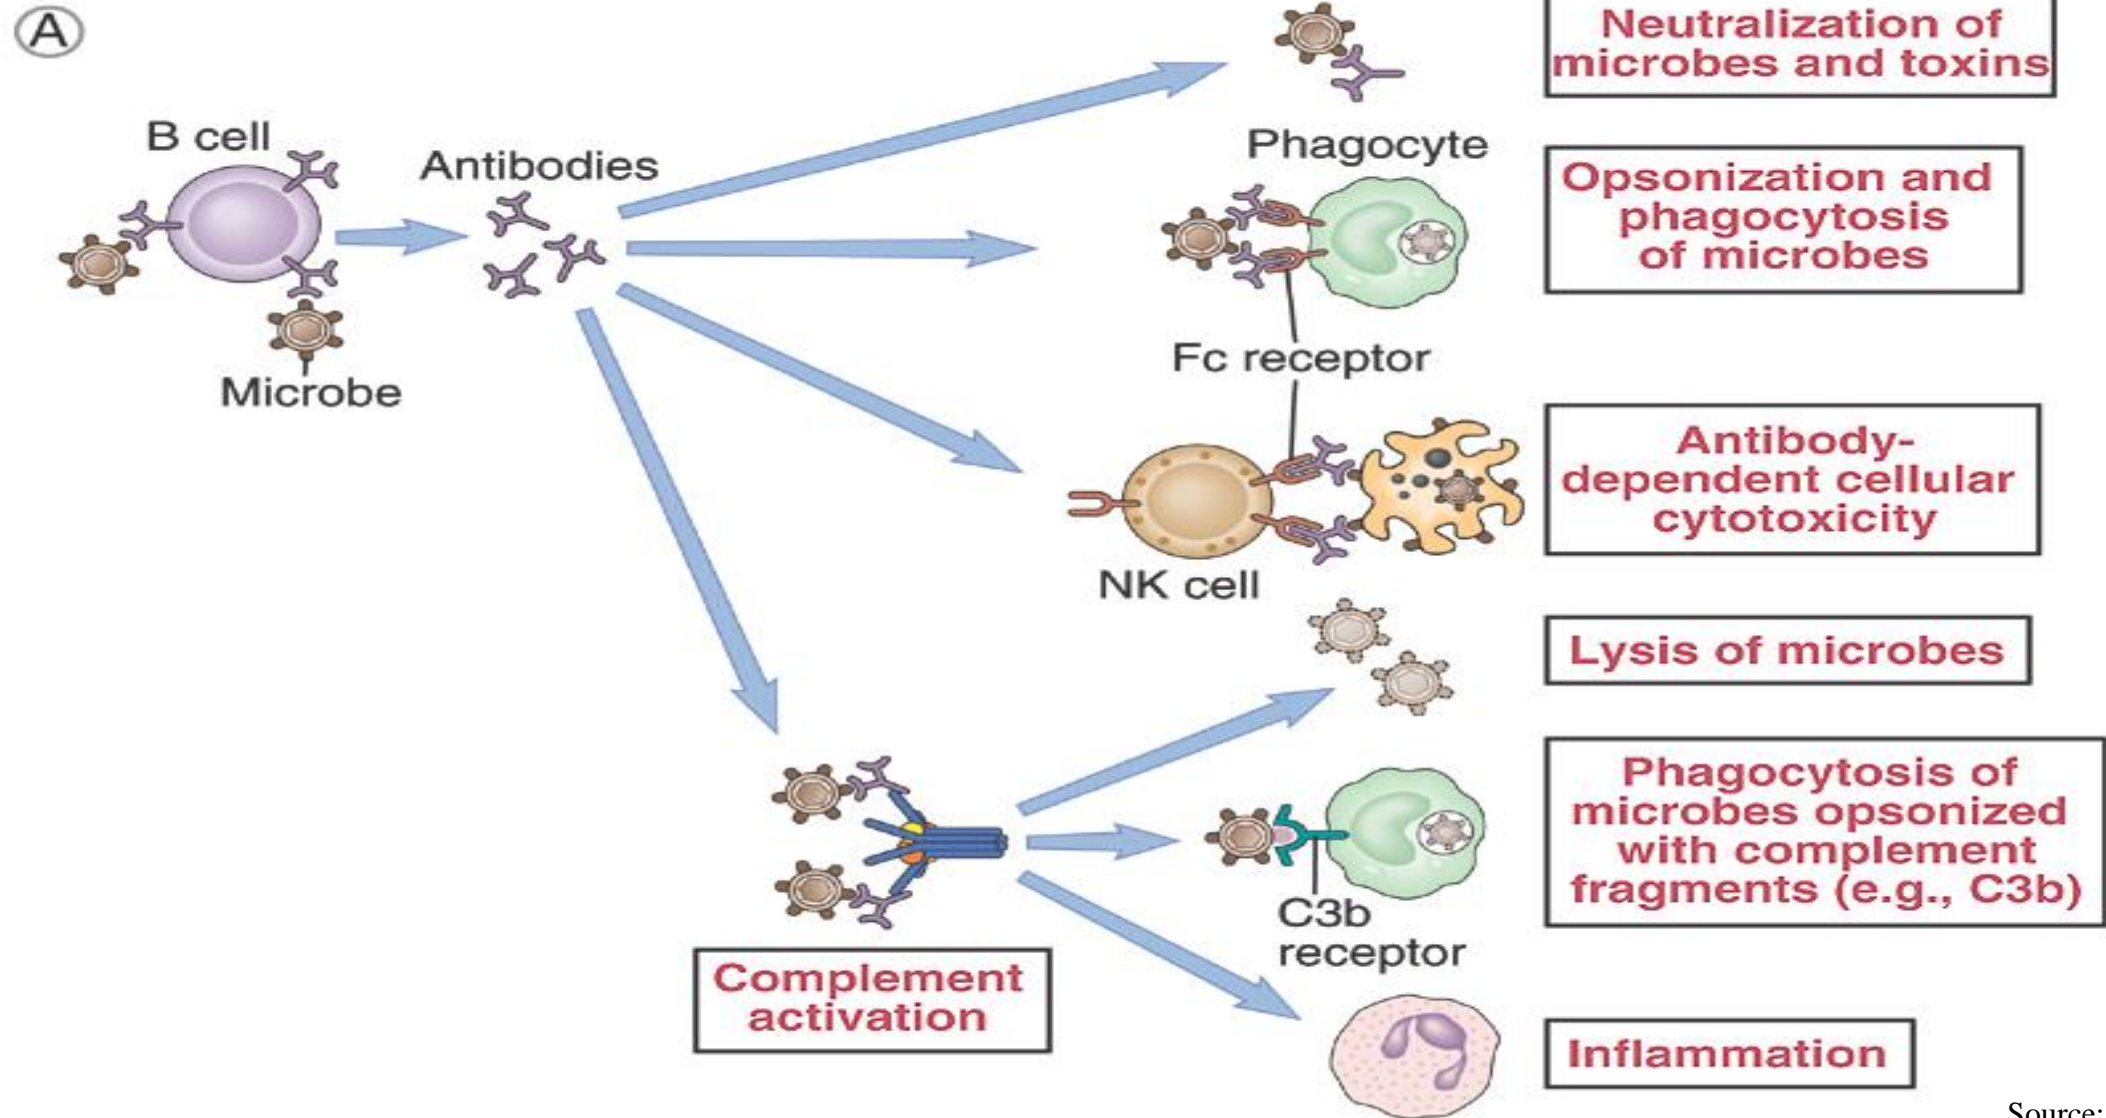 A
Neutralization of
microbes and toxins
B cell
Antibodies
Phagocyte
Opsonization and
phagocytosis
of microbes
Microbe
Fc receptor
Antibody-
dependent cellular
cytotoxicity
NK cell
Lysis of microbes
Phagocytosis of
microbes opsonized
with complement
fragments (e.g., C3b)
C3b
receptor
Complement
activation
Inflammation
Source: